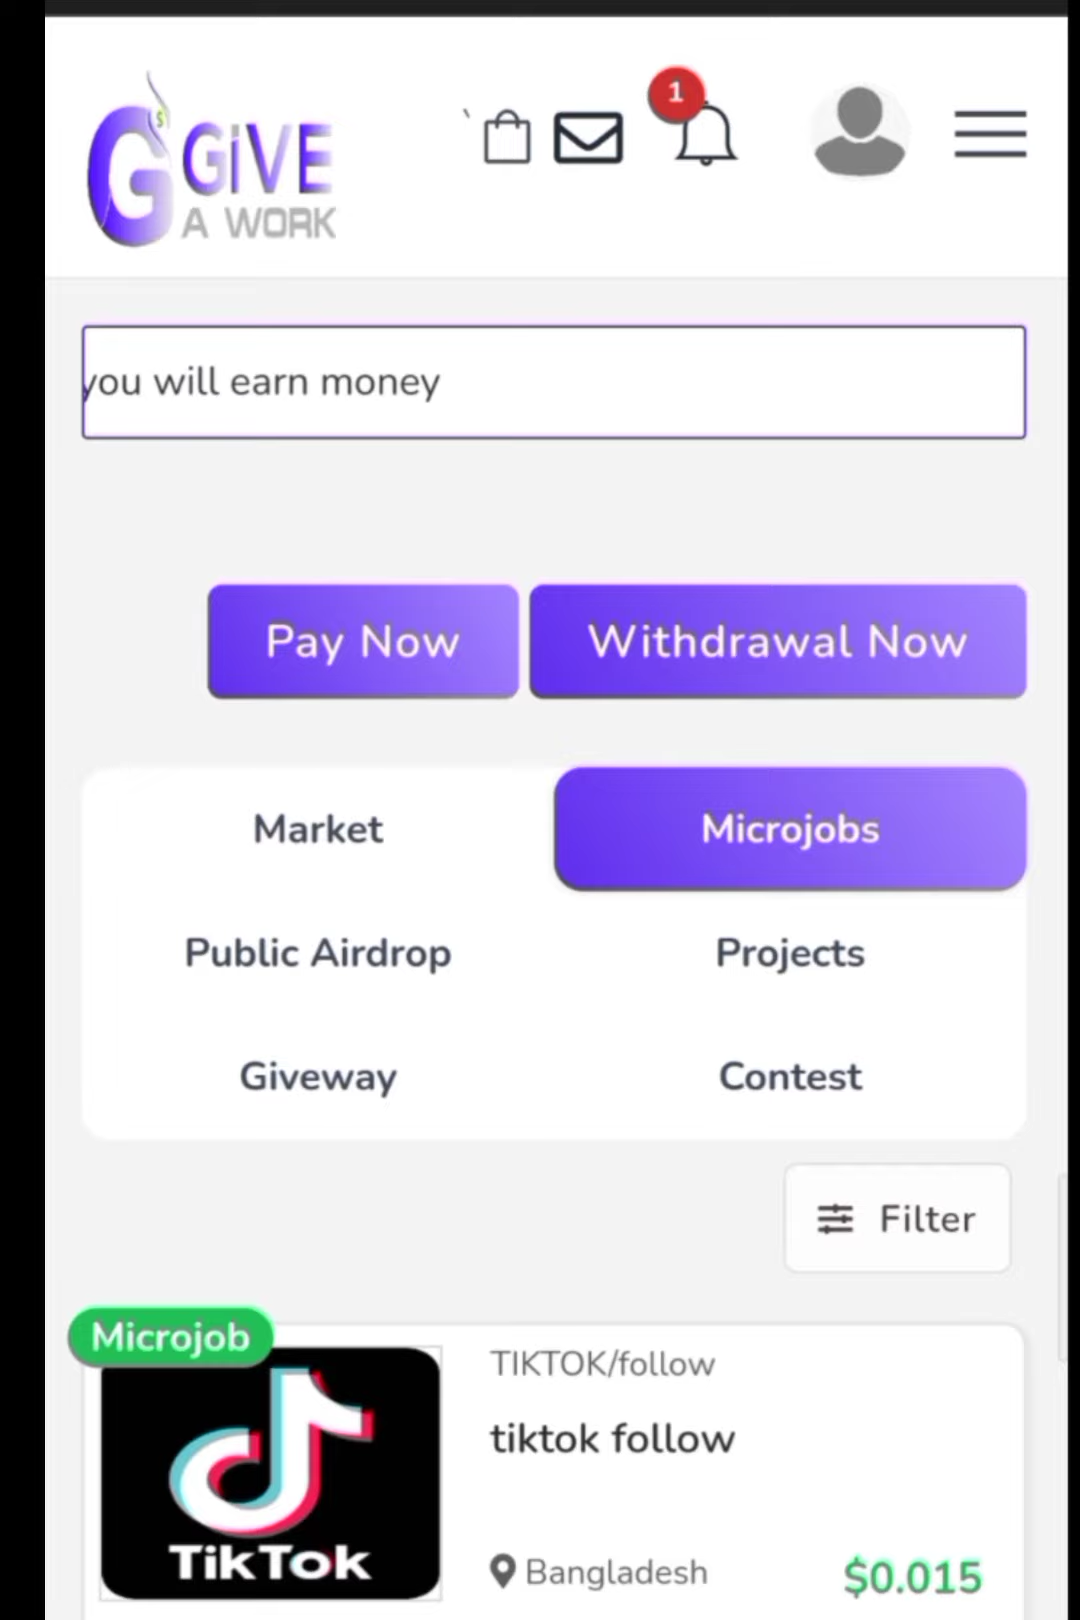 GiVE
A WORK
1
you will earn money
Pay Now
Withdrawal Now
Market
Microjobs
Public Airdrop
Projects
Giveway
Contest
Filter
Microjob
TIKTOK/follow
tiktok follow
TikTok
Bangladesh
$0.015